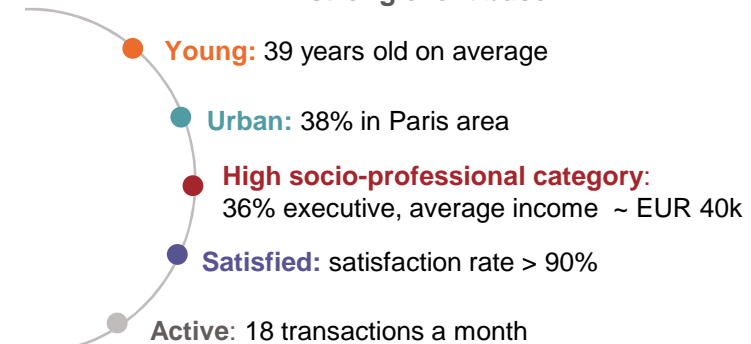 Young: 39 years old on average
Urban: 38% in Paris area
High socio-professional category:
36% executive, average income ~ EUR 40k
Satisfied: satisfaction rate > 90%
Active: 18 transactions a month